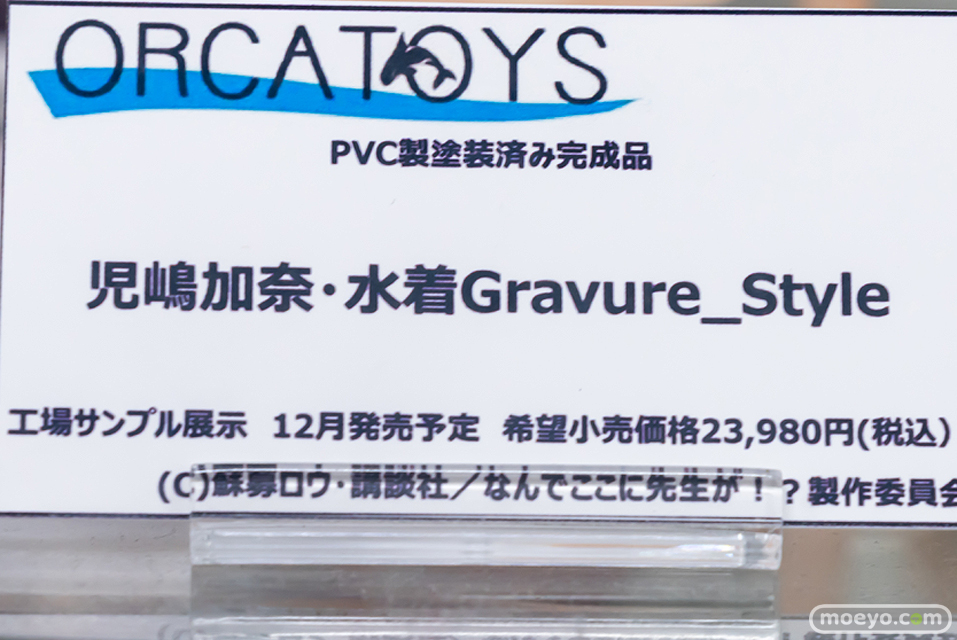 ORCATOYS
PVC製塗装済み完成品
児嶋加奈・水着Gravure_Style
工場サンプル展示 12月発売予定 希望小売価格23,980円(税込)
(C)蘇募ロウ・講談社／なんでここに先生が！？製作委員会
moeyo.com